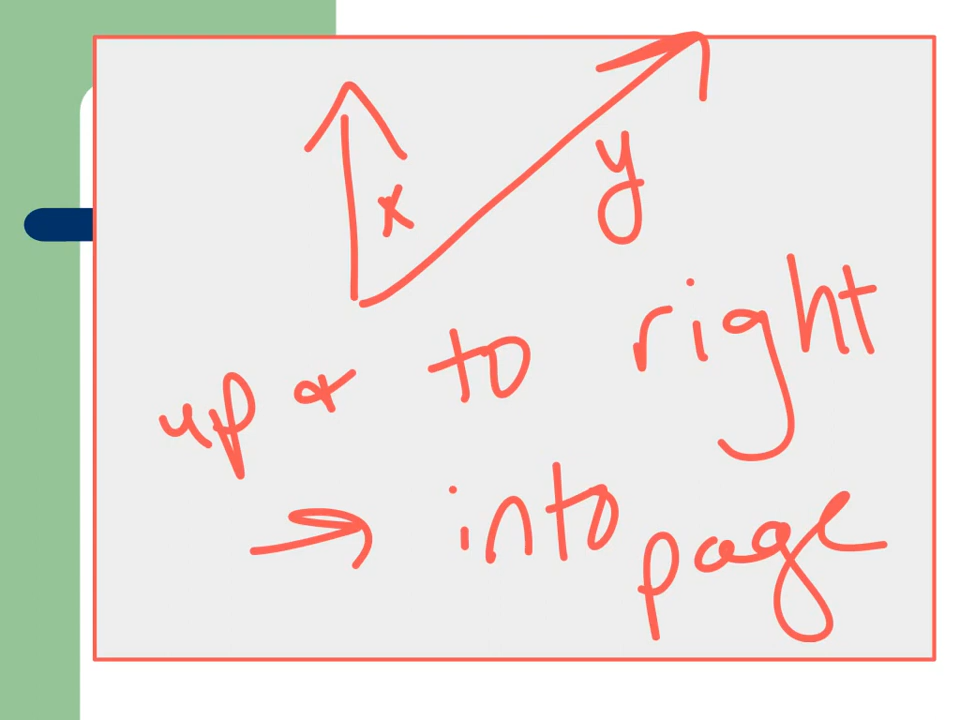 x
y
up & to right
→ into page